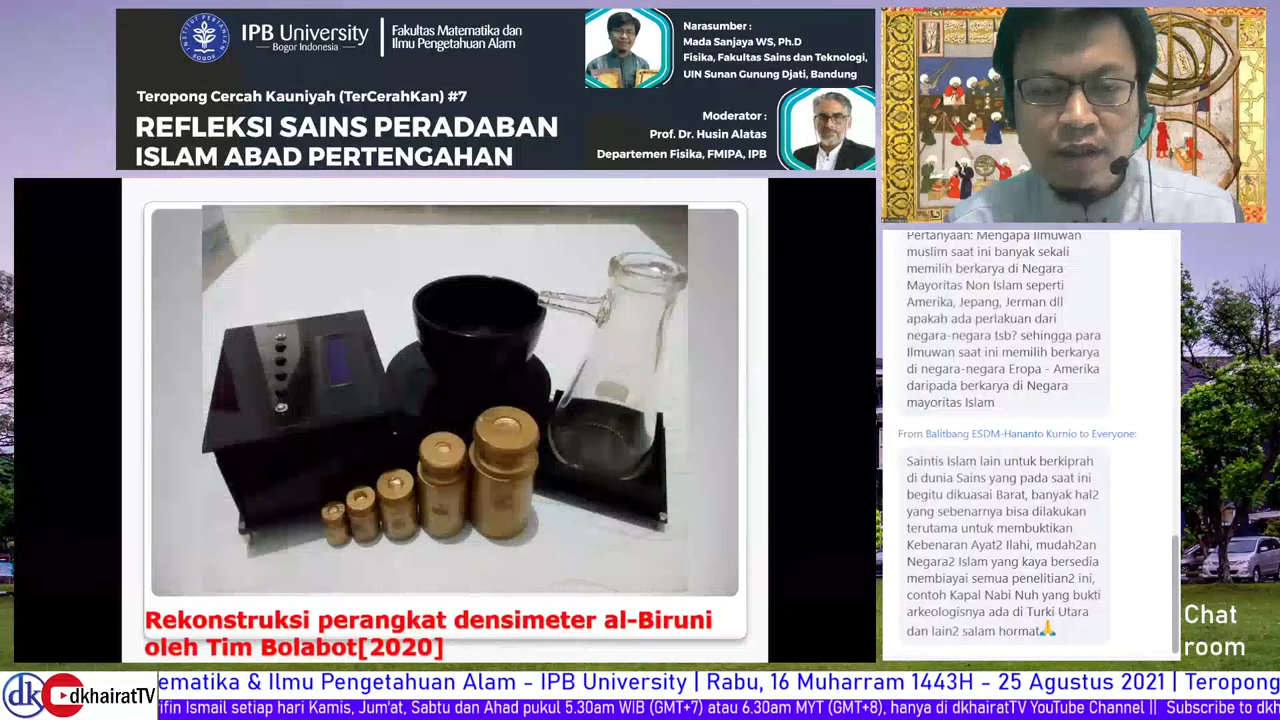 IPB University
Bogor Indonesia
Fakultas Matematika dan
Ilmu Pengetahuan Alam
Teropong Cercah Kauniyah (TerCerahKan) #7
REFLEKSI SAINS PERADABAN
ISLAM ABAD PERTENGAHAN
Narasumber :
Mada Sanjaya WS, Ph.D
Fisika, Fakultas Sains dan Teknologi,
UIN Sunan Gunung Djati, Bandung
Moderator :
Prof. Dr. Husin Alatas
Departemen Fisika, FMIPA, IPB
Rekonstruksi perangkat densimeter al-Biruni
oleh Tim Bolabot[2020]
Pertanyaan: Mengapa Ilmuwan
muslim saat ini banyak sekali
memilih berkarya di Negara
Mayoritas Non Islam seperti
Amerika, Jepang, Jerman dll
apakah ada perlakuan dari
negara-negara tsb? sehingga para
Ilmuwan saat ini memilih berkarya
di negara-negara Eropa - Amerika
daripada berkarya di Negara
mayoritas Islam
From Balitbang ESDM-Hananto Kurnio to Everyone:
Saintis Islam lain untuk berkiprah
di dunia Sains yang pada saat ini
begitu dikuasai Barat, banyak hal2
yang sebenarnya bisa dilakukan
terutama untuk membuktikan
Kebenaran Ayat2 Ilahi, mudah2an
Negara2 Islam yang kaya bersedia
membiayai semua penelitian2 ini,
contoh Kapal Nabi Nuh yang bukti
arkeologisnya ada di Turki Utara
dan lain2 salam hormat🙏
Chat
room
dk dkhairatTV
ematika & Ilmu Pengetahuan Alam - IPB University | Rabu, 16 Muharram 1443H - 25 Agustus 2021 | Teropong
ifin Ismail setiap hari Kamis, Jum'at, Sabtu dan Ahad pukul 5.30am WIB (GMT+7) atau 6.30am MYT (GMT+8), hanya di dkhairatTV YouTube Channel || Subscribe to dkh